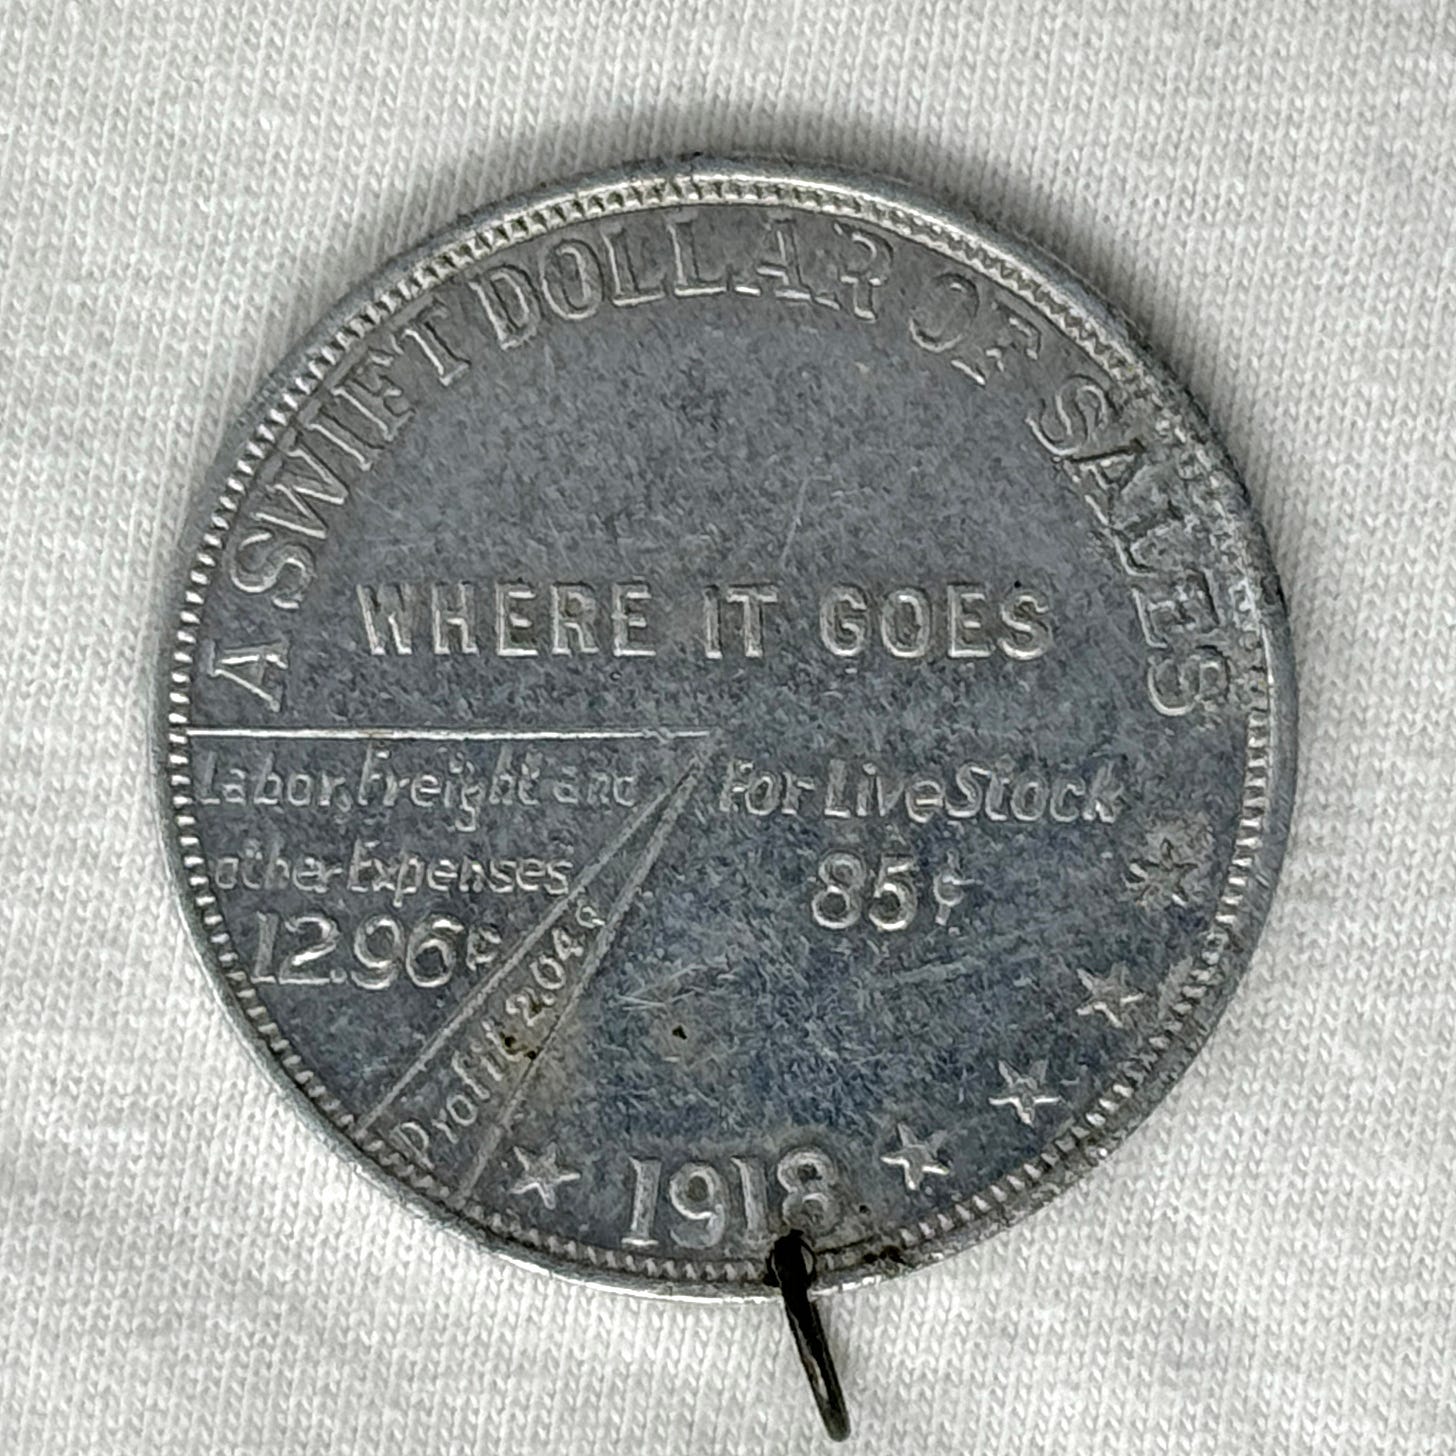 A SWIFT DOLLAR OF SALES
WHERE IT GOES
Labor, Freight and
other Expenses
12.96¢
Profit 2.04¢
For Live Stock
85¢
1918